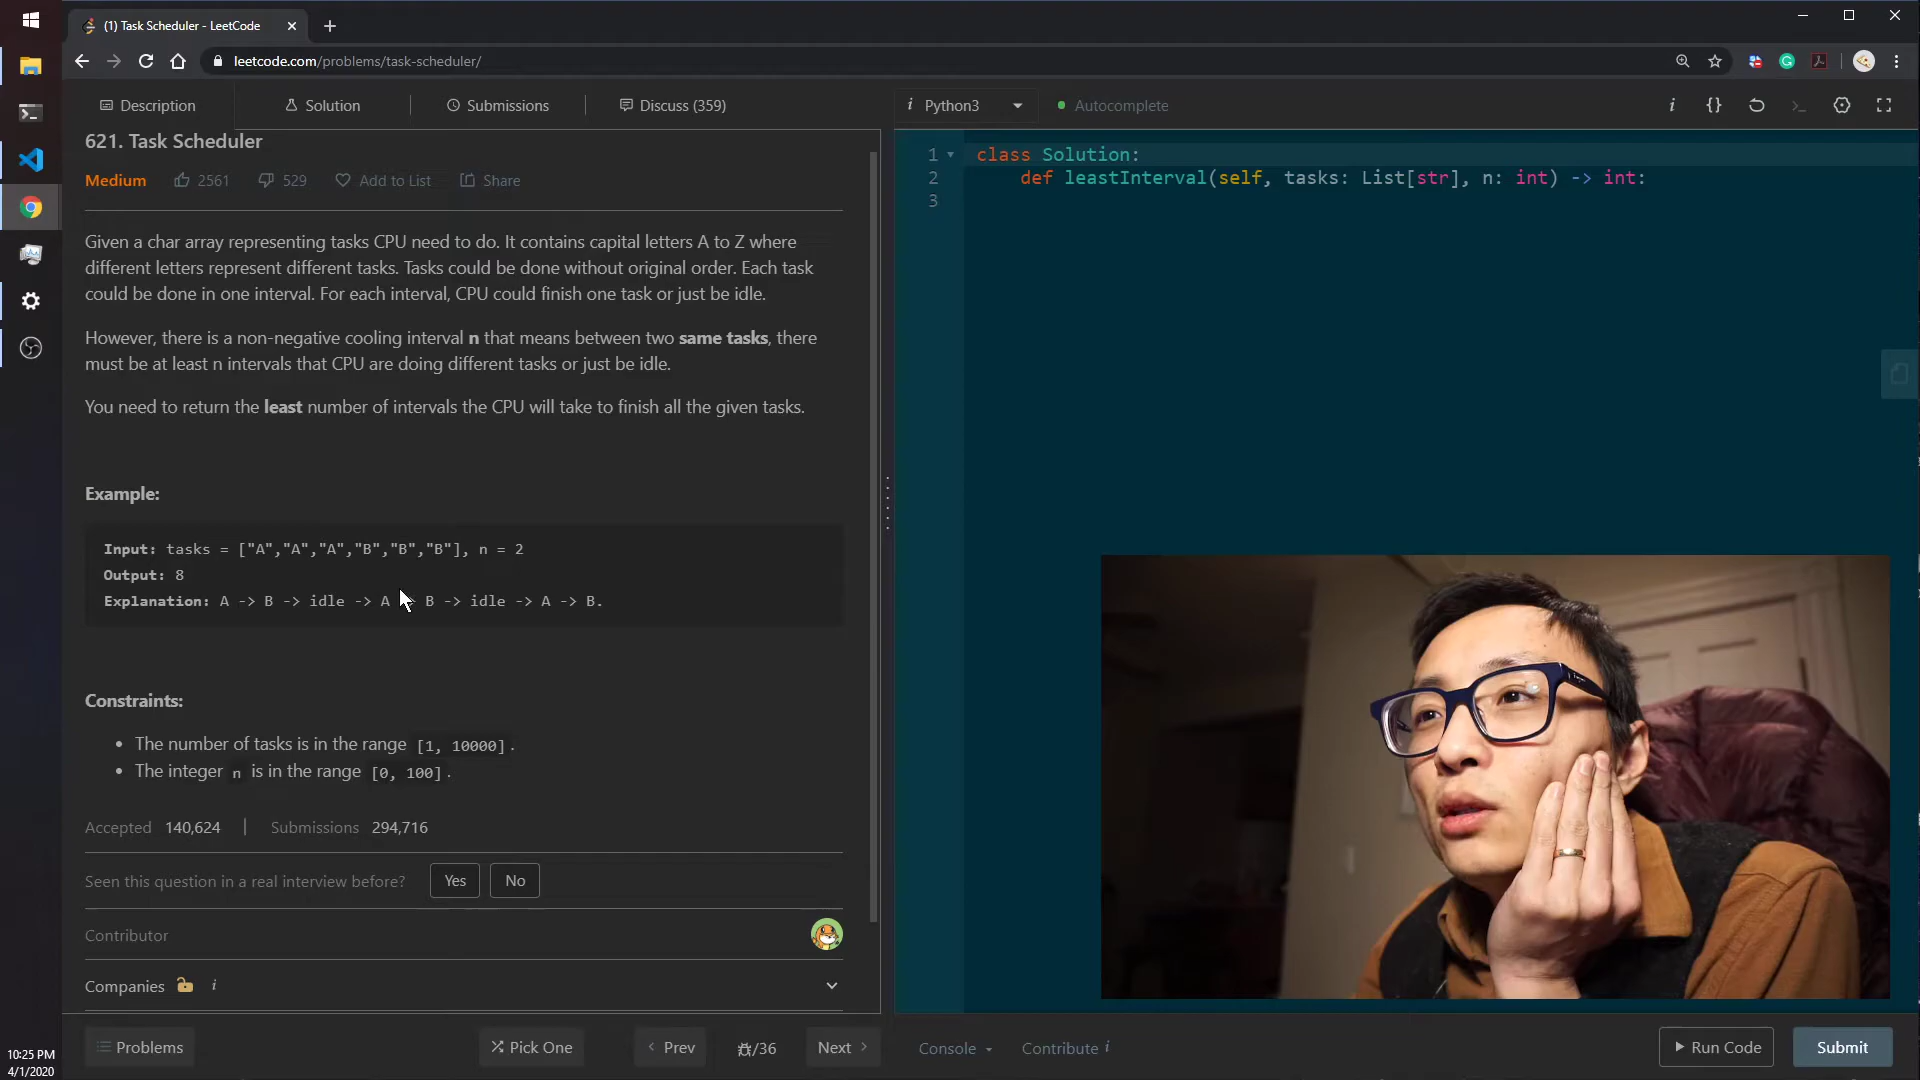 (1) Task Scheduler - LeetCode
leetcode.com/problems/task-scheduler/
Description
Solution
Submissions
Discuss (359)
i Python3
Autocomplete
i {}
621. Task Scheduler
Medium 2561 529 Add to List Share
Given a char array representing tasks CPU need to do. It contains capital letters A to Z where
different letters represent different tasks. Tasks could be done without original order. Each task
could be done in one interval. For each interval, CPU could finish one task or just be idle.
However, there is a non-negative cooling interval n that means between two same tasks, there
must be at least n intervals that CPU are doing different tasks or just be idle.
You need to return the least number of intervals the CPU will take to finish all the given tasks.
Example:
Input: tasks = ["A","A","A","B","B","B"], n = 2
Output: 8
Explanation: A -> B -> idle -> A -> B -> idle -> A -> B.
Constraints:
• The number of tasks is in the range [1, 10000].
• The integer n is in the range [0, 100].
Accepted 140,624 | Submissions 294,716
Seen this question in a real interview before? Yes No
Contributor
Companies i
Problems
Pick One
< Prev
/36
Next >
1 class Solution:
2 def leastInterval(self, tasks: List[str], n: int) -> int:
3
Console
Contribute i
Run Code
Submit
10:25 PM
4/1/2020